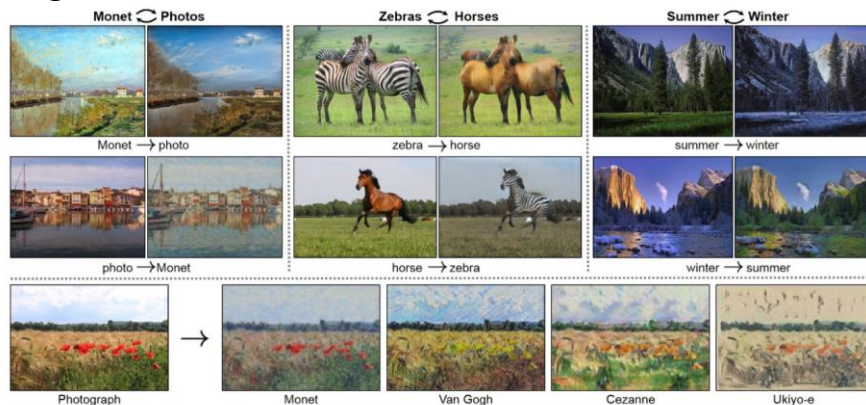 Monet Photos
Zebras Horses
Summer Winter
Monet → photo
zebra → horse
summer → winter
photo → Monet
horse → zebra
winter → summer
Photograph
Monet
Van Gogh
Cezanne
Ukiyo-e